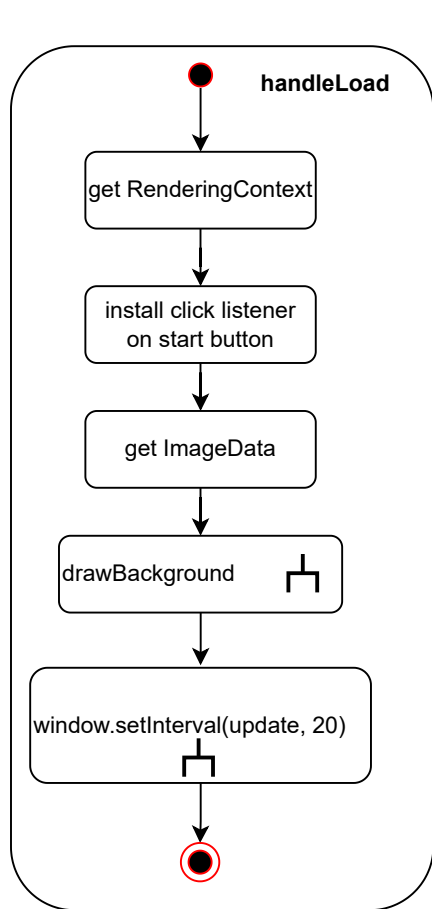 handleLoad
get RenderingContext
install click listener
on start button
get ImageData
drawBackground
window.setInterval(update, 20)